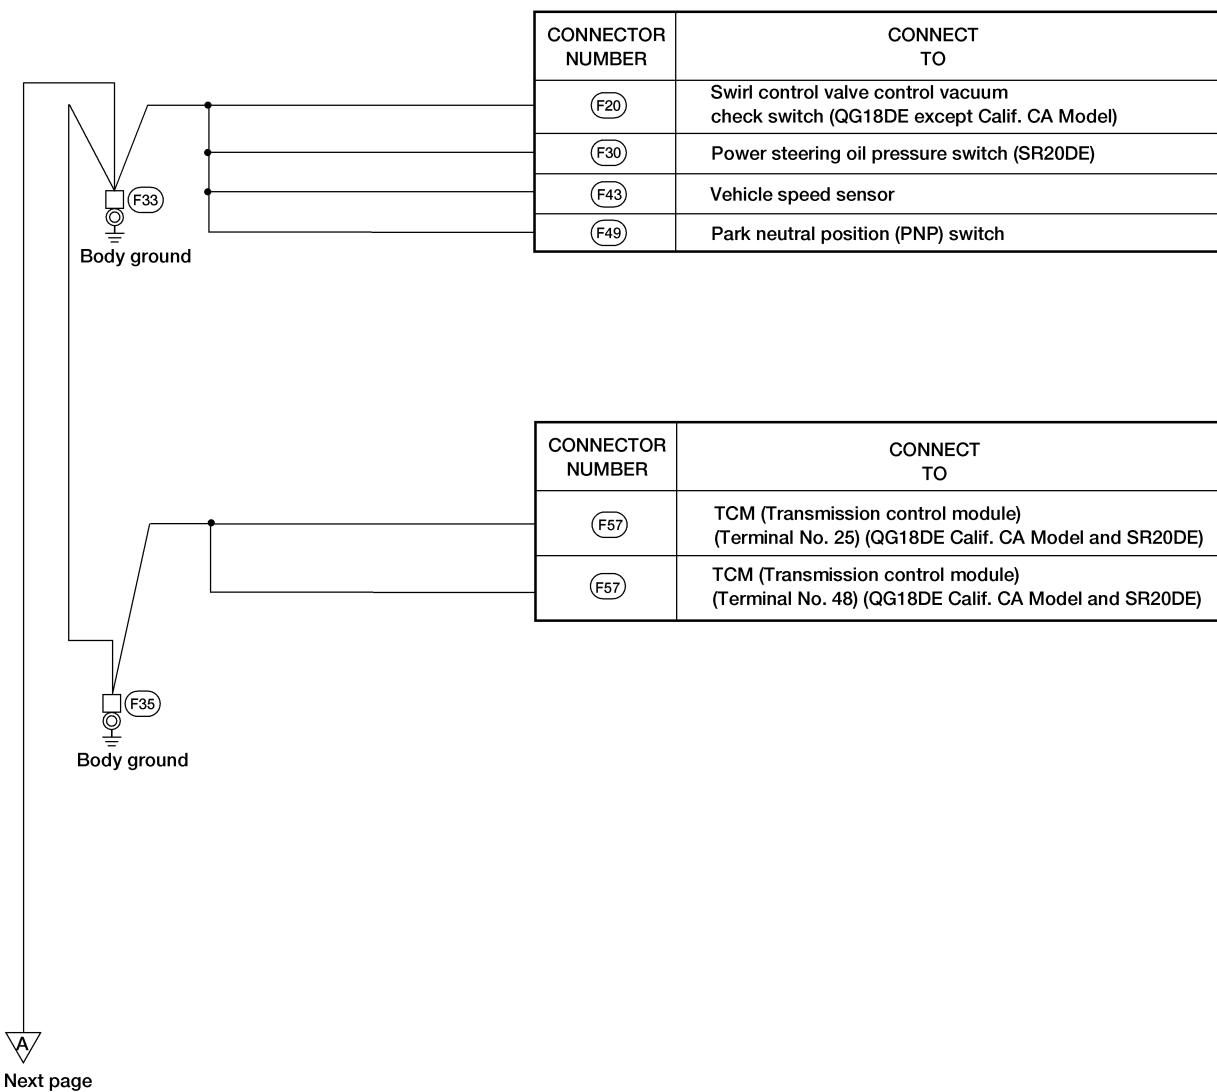 CONNECTOR
NUMBER
CONNECT
TO
F20
Swirl control valve control vacuum
check switch (QG18DE except Calif. CA Model)
F30
Power steering oil pressure switch (SR20DE)
F43
Vehicle speed sensor
F49
Park neutral position (PNP) switch
F33
Body ground
CONNECTOR
NUMBER
CONNECT
TO
F57
TCM (Transmission control module)
(Terminal No. 25) (QG18DE Calif. CA Model and SR20DE)
F57
TCM (Transmission control module)
(Terminal No. 48) (QG18DE Calif. CA Model and SR20DE)
F35
Body ground
A
Next page